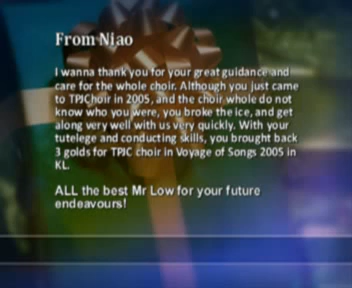 From Niao
I wanna thank you for your great guidance and
care for the whole choir. Although you just came
to TPJChoir in 2005, and the choir whole do not
know who you were, you broke the ice, and get
along very well with us very quickly. With your
tutelege and conducting skills, you brought back
3 golds for TPJC choir in Voyage of Songs 2005 in
KL.
ALL the best Mr Low for your future
endeavours!